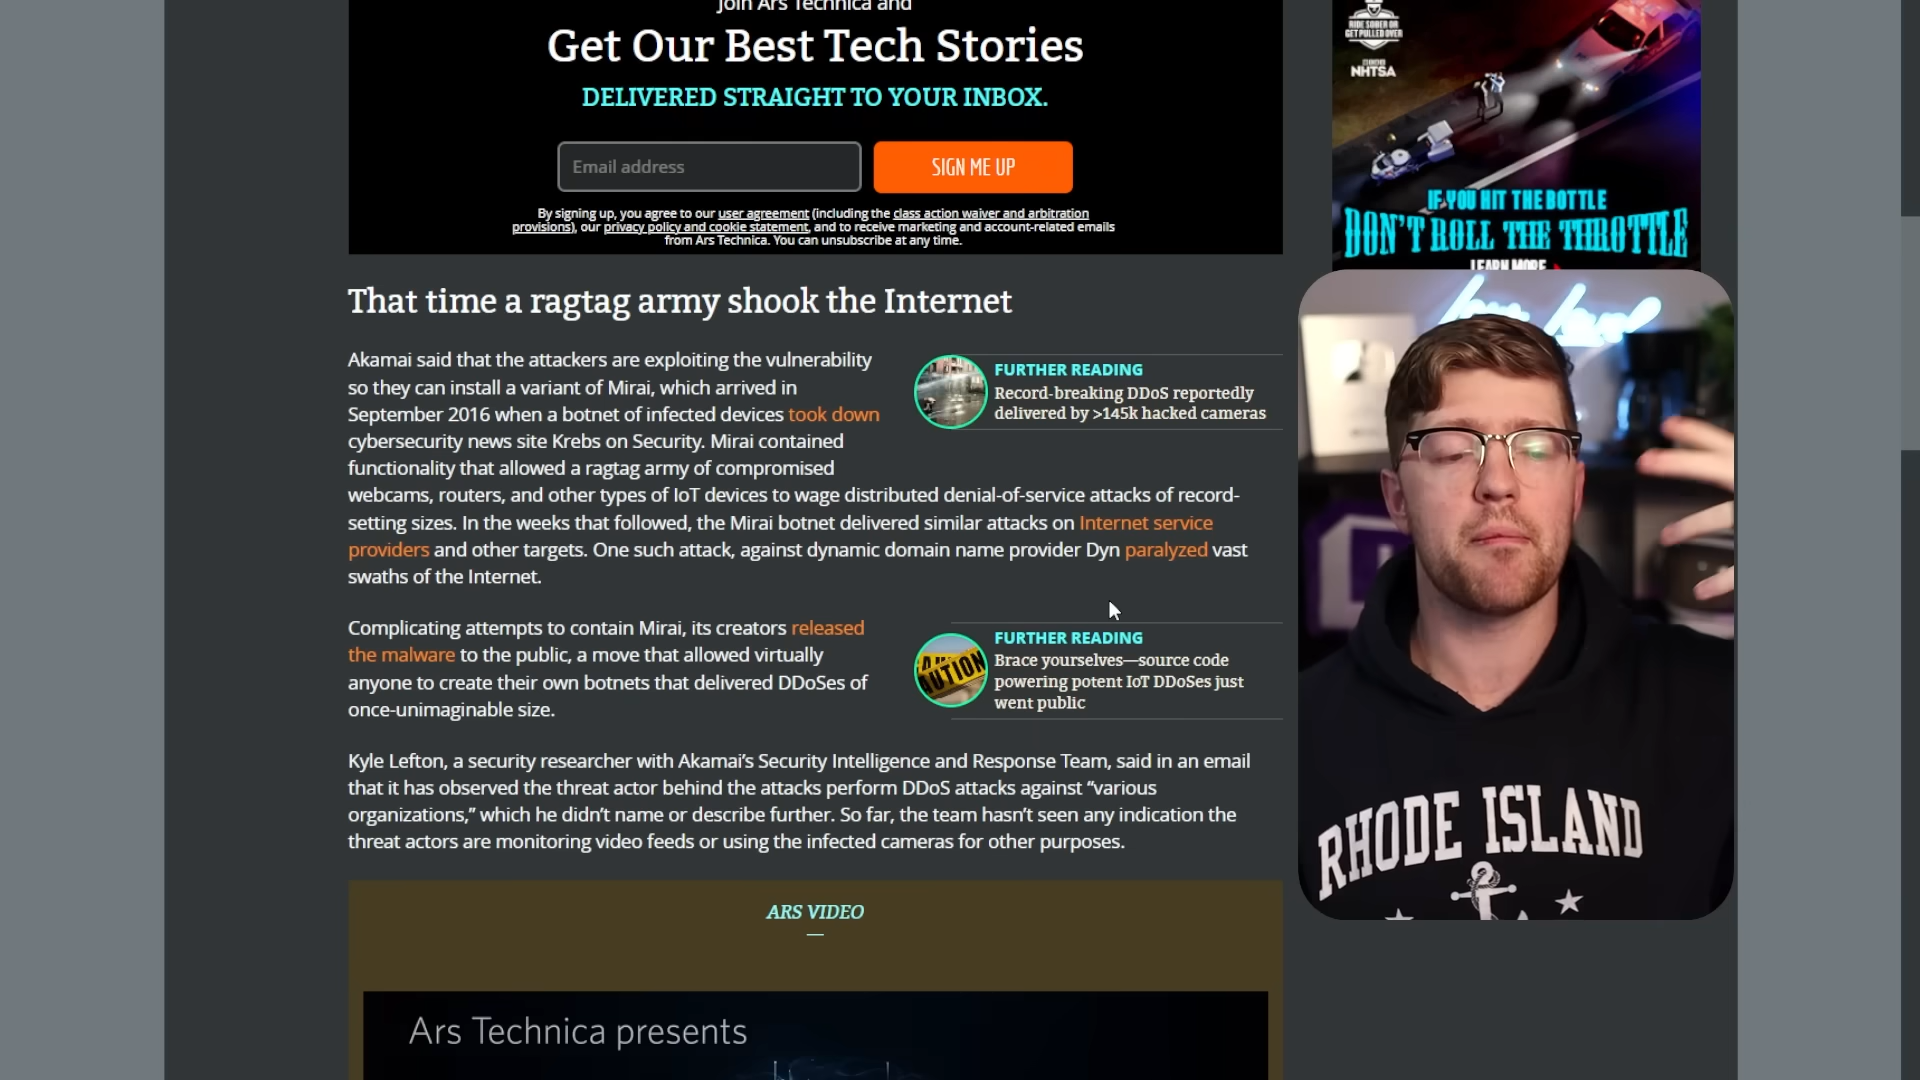 Join Ars Technica and
Get Our Best Tech Stories
DELIVERED STRAIGHT TO YOUR INBOX.
Email address
SIGN ME UP
By signing up, you agree to our user agreement (including the class action waiver and arbitration
provisions), our privacy policy and cookie statement, and to receive marketing and account-related emails
from Ars Technica. You can unsubscribe at any time.
RIDE SOBER OR
GET PULLED OVER
NHTSA
IF YOU HIT THE BOTTLE
DON'T ROLL THE THROTTLE
LEARN MORE
That time a ragtag army shook the Internet
Akamai said that the attackers are exploiting the vulnerability
so they can install a variant of Mirai, which arrived in
September 2016 when a botnet of infected devices took down
cybersecurity news site Krebs on Security. Mirai contained
functionality that allowed a ragtag army of compromised
webcams, routers, and other types of IoT devices to wage distributed denial-of-service attacks of record-
setting sizes. In the weeks that followed, the Mirai botnet delivered similar attacks on Internet service
providers and other targets. One such attack, against dynamic domain name provider Dyn paralyzed vast
swaths of the Internet.
FURTHER READING
Record-breaking DDoS reportedly
delivered by >145k hacked cameras
Complicating attempts to contain Mirai, its creators released
the malware to the public, a move that allowed virtually
anyone to create their own botnets that delivered DDoSes of
once-unimaginable size.
FURTHER READING
Brace yourselves—source code
powering potent IoT DDoSes just
went public
AUTION
Kyle Lefton, a security researcher with Akamai's Security Intelligence and Response Team, said in an email
that it has observed the threat actor behind the attacks perform DDoS attacks against “various
organizations,” which he didn't name or describe further. So far, the team hasn't seen any indication the
threat actors are monitoring video feeds or using the infected cameras for other purposes.
ARS VIDEO
Ars Technica presents
RHODE ISLAND